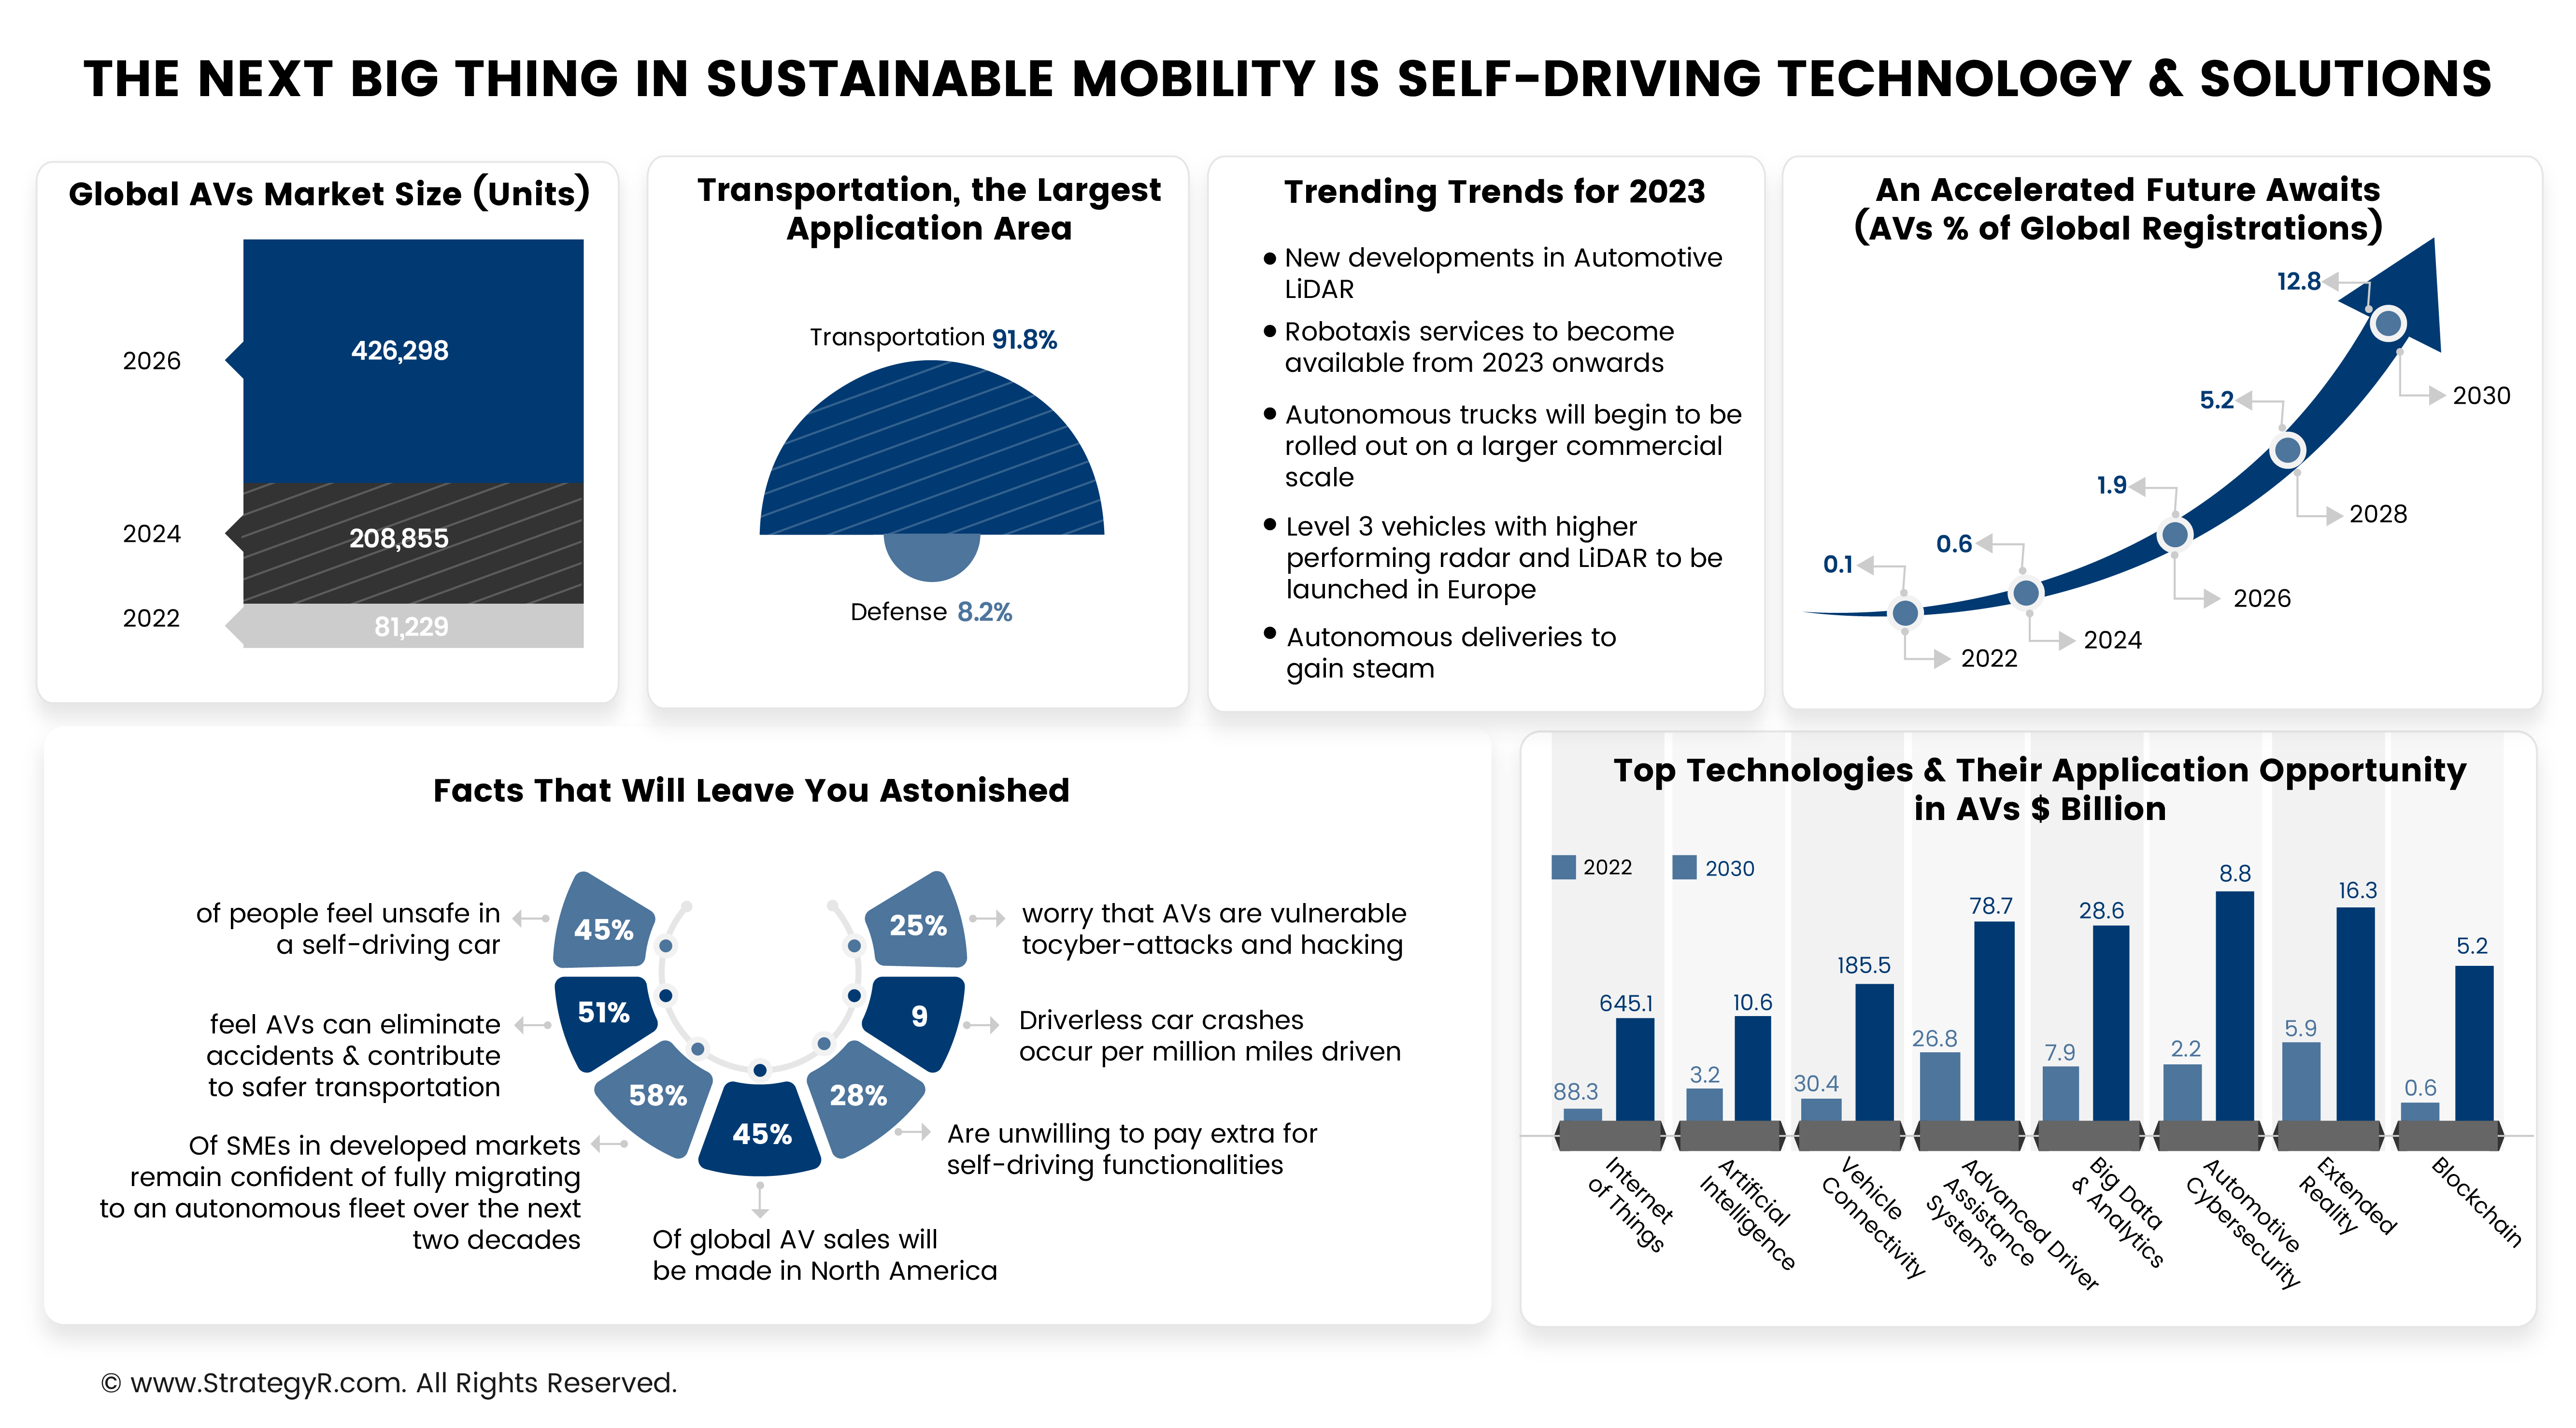 THE NEXT BIG THING IN SUSTAINABLE MOBILITY IS SELF-DRIVING TECHNOLOGY & SOLUTIONS
Global AVs Market Size (Units)
2026
426,298
2024
208,855
2022
81,229
Transportation, the Largest
Application Area
Transportation 91.8%
Defense 8.2%
Trending Trends for 2023
● New developments in Automotive
LiDAR
● Robotaxis services to become
available from 2023 onwards
● Autonomous trucks will begin to be
rolled out on a larger commercial
scale
● Level 3 vehicles with higher
performing radar and LiDAR to be
launched in Europe
● Autonomous deliveries to
gain steam
An Accelerated Future Awaits
(AVs % of Global Registrations)
12.8
2030
5.2
2028
1.9
2026
0.6
2024
0.1
2022
Facts That Will Leave You Astonished
45%
of people feel unsafe in
a self-driving car
51%
feel AVs can eliminate
accidents & contribute
to safer transportation
58%
Of SMEs in developed markets
remain confident of fully migrating
to an autonomous fleet over the next
two decades
45%
Of global AV sales will
be made in North America
28%
Are unwilling to pay extra for
self-driving functionalities
9
Driverless car crashes
occur per million miles driven
25%
worry that AVs are vulnerable
tocyber-attacks and hacking
Top Technologies & Their Application Opportunity
in AVs $ Billion
2022
2030
88.3
645.1
3.2
10.6
30.4
185.5
26.8
78.7
7.9
28.6
2.2
8.8
5.9
16.3
0.6
5.2
Internet
of Things
Artificial
Intelligence
Vehicle
Connectivity
Advanced Driver
Assistance
Systems
Big Data
& Analytics
Automotive
Cybersecurity
Extended
Reality
Blockchain
© www.StrategyR.com. All Rights Reserved.